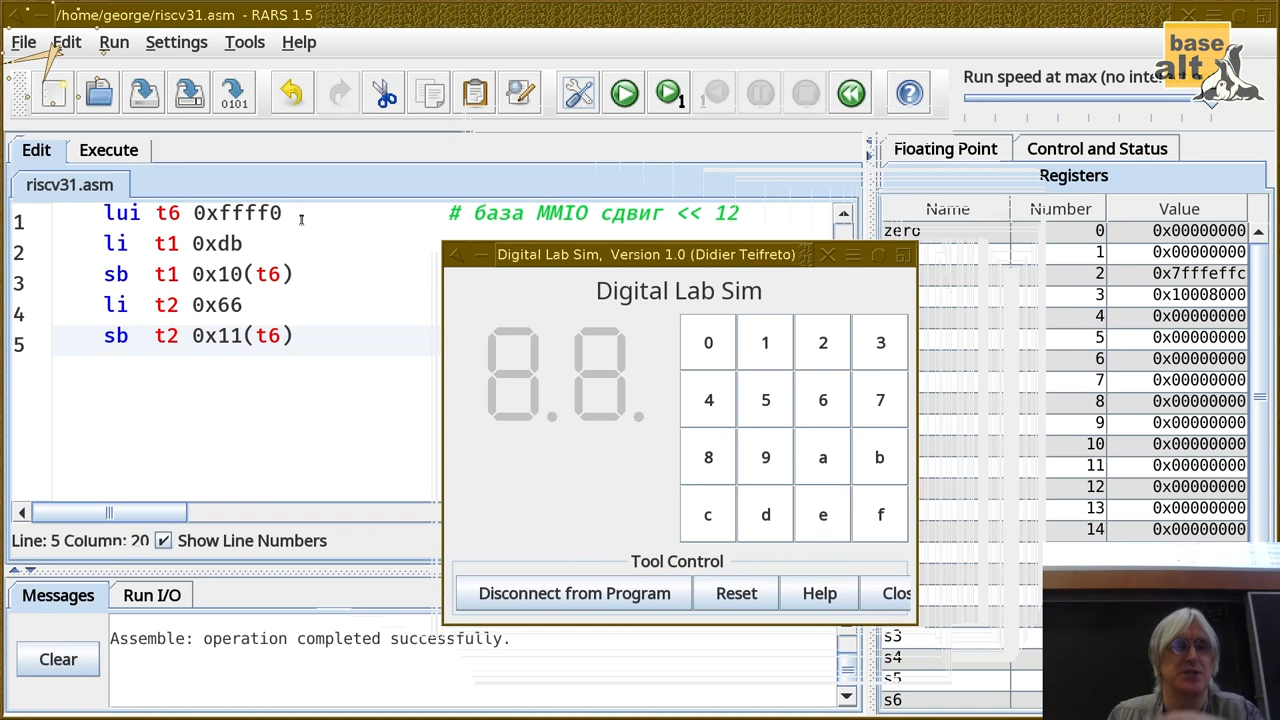 /home/george/riscv31.asm - RARS 1.5
File Edit Run Settings Tools Help
base
alt
Run speed at max (no inte
0101
1
Edit Execute
riscv31.asm
1 lui t6 0xffff0 # база MMIO сдвиг << 12
2 li t1 0xdb
3 sb t1 0x10(t6)
4 li t2 0x66
5 sb t2 0x11(t6)
Line: 5 Column: 20 Show Line Numbers
Messages Run I/O
Assemble: operation completed successfully.
Clear
Digital Lab Sim, Version 1.0 (Didier Teifreto)
Digital Lab Sim
8.8.
0 1 2 3
4 5 6 7
8 9 a b
c d e f
Tool Control
Disconnect from Program Reset Help Clos
Floating Point Control and Status
Registers
Name Number Value
zero 0 0x00000000
1 0x00000000
2 0x7fffeffc
3 0x10008000
4 0x00000000
5 0x00000000
6 0x00000000
7 0x00000000
8 0x00000000
9 0x00000000
10 0x00000000
11 0x00000000
12 0x00000000
13 0x00000000
14 0x00000000
s3
s4
s5
s6